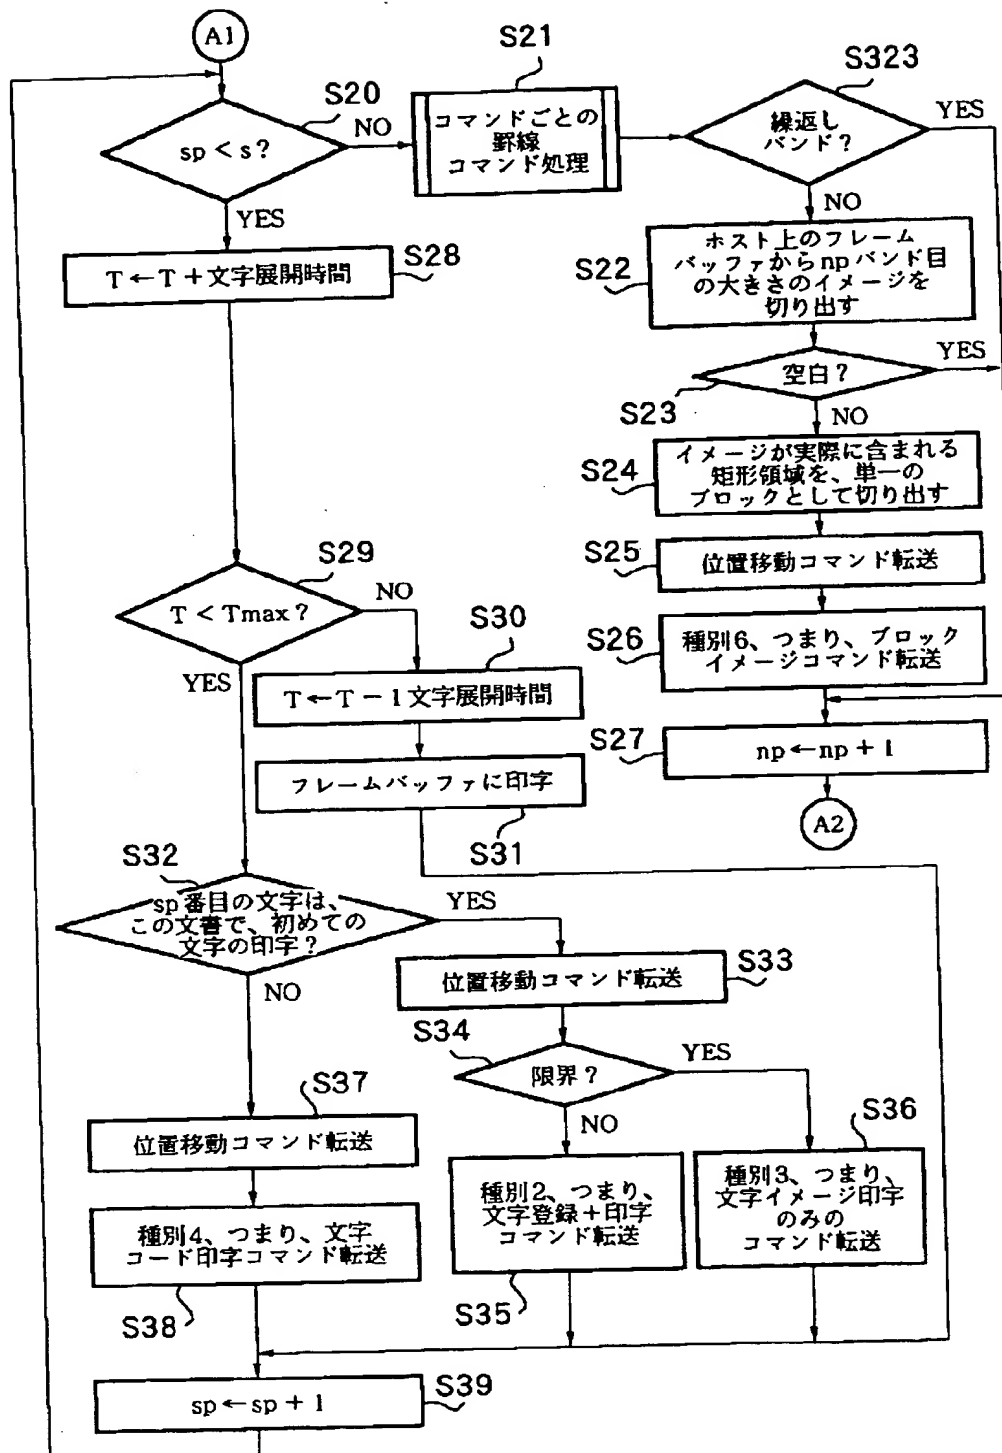 A1
S20
sp < s?
NO
YES
S21
コマンドごとの
罫線
コマンド処理
S323
繰返し
バンド?
YES
NO
S22
ホスト上のフレーム
バッファからnpバンド目
の大きさのイメージを
切り出す
S23
空白?
YES
NO
S24
イメージが実際に含まれる
矩形領域を、単一の
ブロックとして切り出す
S25
位置移動コマンド転送
S26
種別6、つまり、ブロック
イメージコマンド転送
S27
np←np+1
A2
S28
T←T+文字展開時間
S29
T < Tmax?
NO
YES
S30
T←T−1文字展開時間
フレームバッファに印字
S31
S32
sp番目の文字は、
この文書で、初めての
文字の印字?
YES
NO
S33
位置移動コマンド転送
S34
限界?
YES
NO
S35
種別2、つまり、
文字登録+印字
コマンド転送
S36
種別3、つまり、
文字イメージ印字
のみの
コマンド転送
S37
位置移動コマンド転送
種別4、つまり、文字
コード印字コマンド転送
S38
S39
sp←sp+1